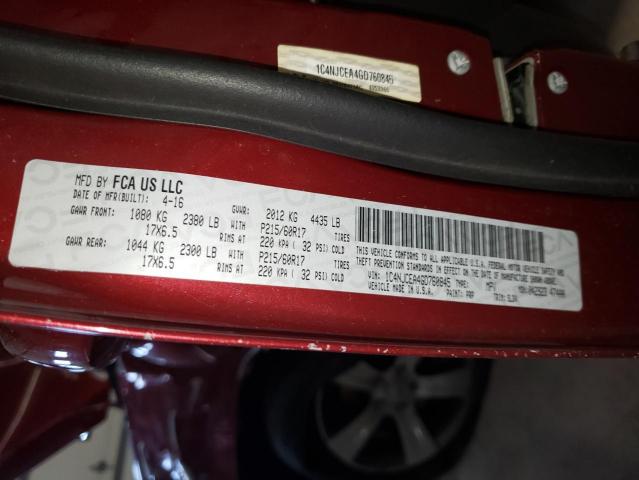 1C4NJCEA4GD760845
MFD BY FCA US LLC
DATE OF MFR(BUILT): 4-16 GVWR: 2012 KG 4435 LB
GAWR FRONT: 1080 KG 2380 LB WITH P215/60R17 TIRES
17X6.5 RIMS AT 220 KPA ( 32 PSI) COLD
GAWR REAR: 1044 KG 2300 LB WITH P215/60R17 TIRES
17X6.5 RIMS AT 220 KPA ( 32 PSI) COLD
THIS VEHICLE CONFORMS TO ALL APPLICABLE U.S.A. FEDERAL MOTOR VEHICLE SAFETY AND
THEFT PREVENTION STANDARDS IN EFFECT ON THE DATE OF MANUFACTURE SHOWN ABOVE.
VIN: 1C4NJCEA4GD760845 TYPE: MPV
VEHICLE MADE IN U.S.A. PAINT: PRP TRIM: